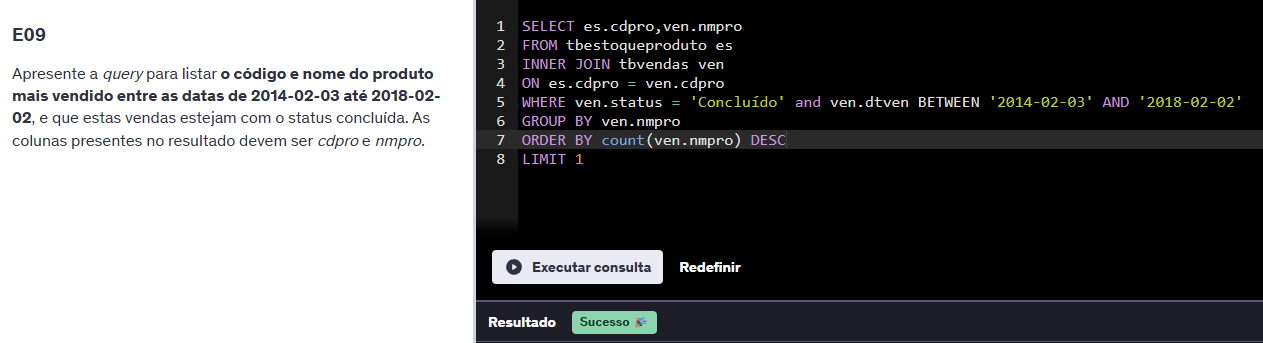 E09
Apresente a query para listar o código e nome do produto
mais vendido entre as datas de 2014-02-03 até 2018-02-
02, e que estas vendas estejam com o status concluída. As
colunas presentes no resultado devem ser cdpro e nmpro.
1 SELECT es.cdpro,ven.nmpro
2 FROM tbestoqueproduto es
3 INNER JOIN tbvendas ven
4 ON es.cdpro = ven.cdpro
5 WHERE ven.status = 'Concluído' and ven.dtven BETWEEN '2014-02-03' AND '2018-02-02'
6 GROUP BY ven.nmpro
7 ORDER BY count(ven.nmpro) DESC
8 LIMIT 1
Executar consulta Redefinir
Resultado Sucesso 🎉